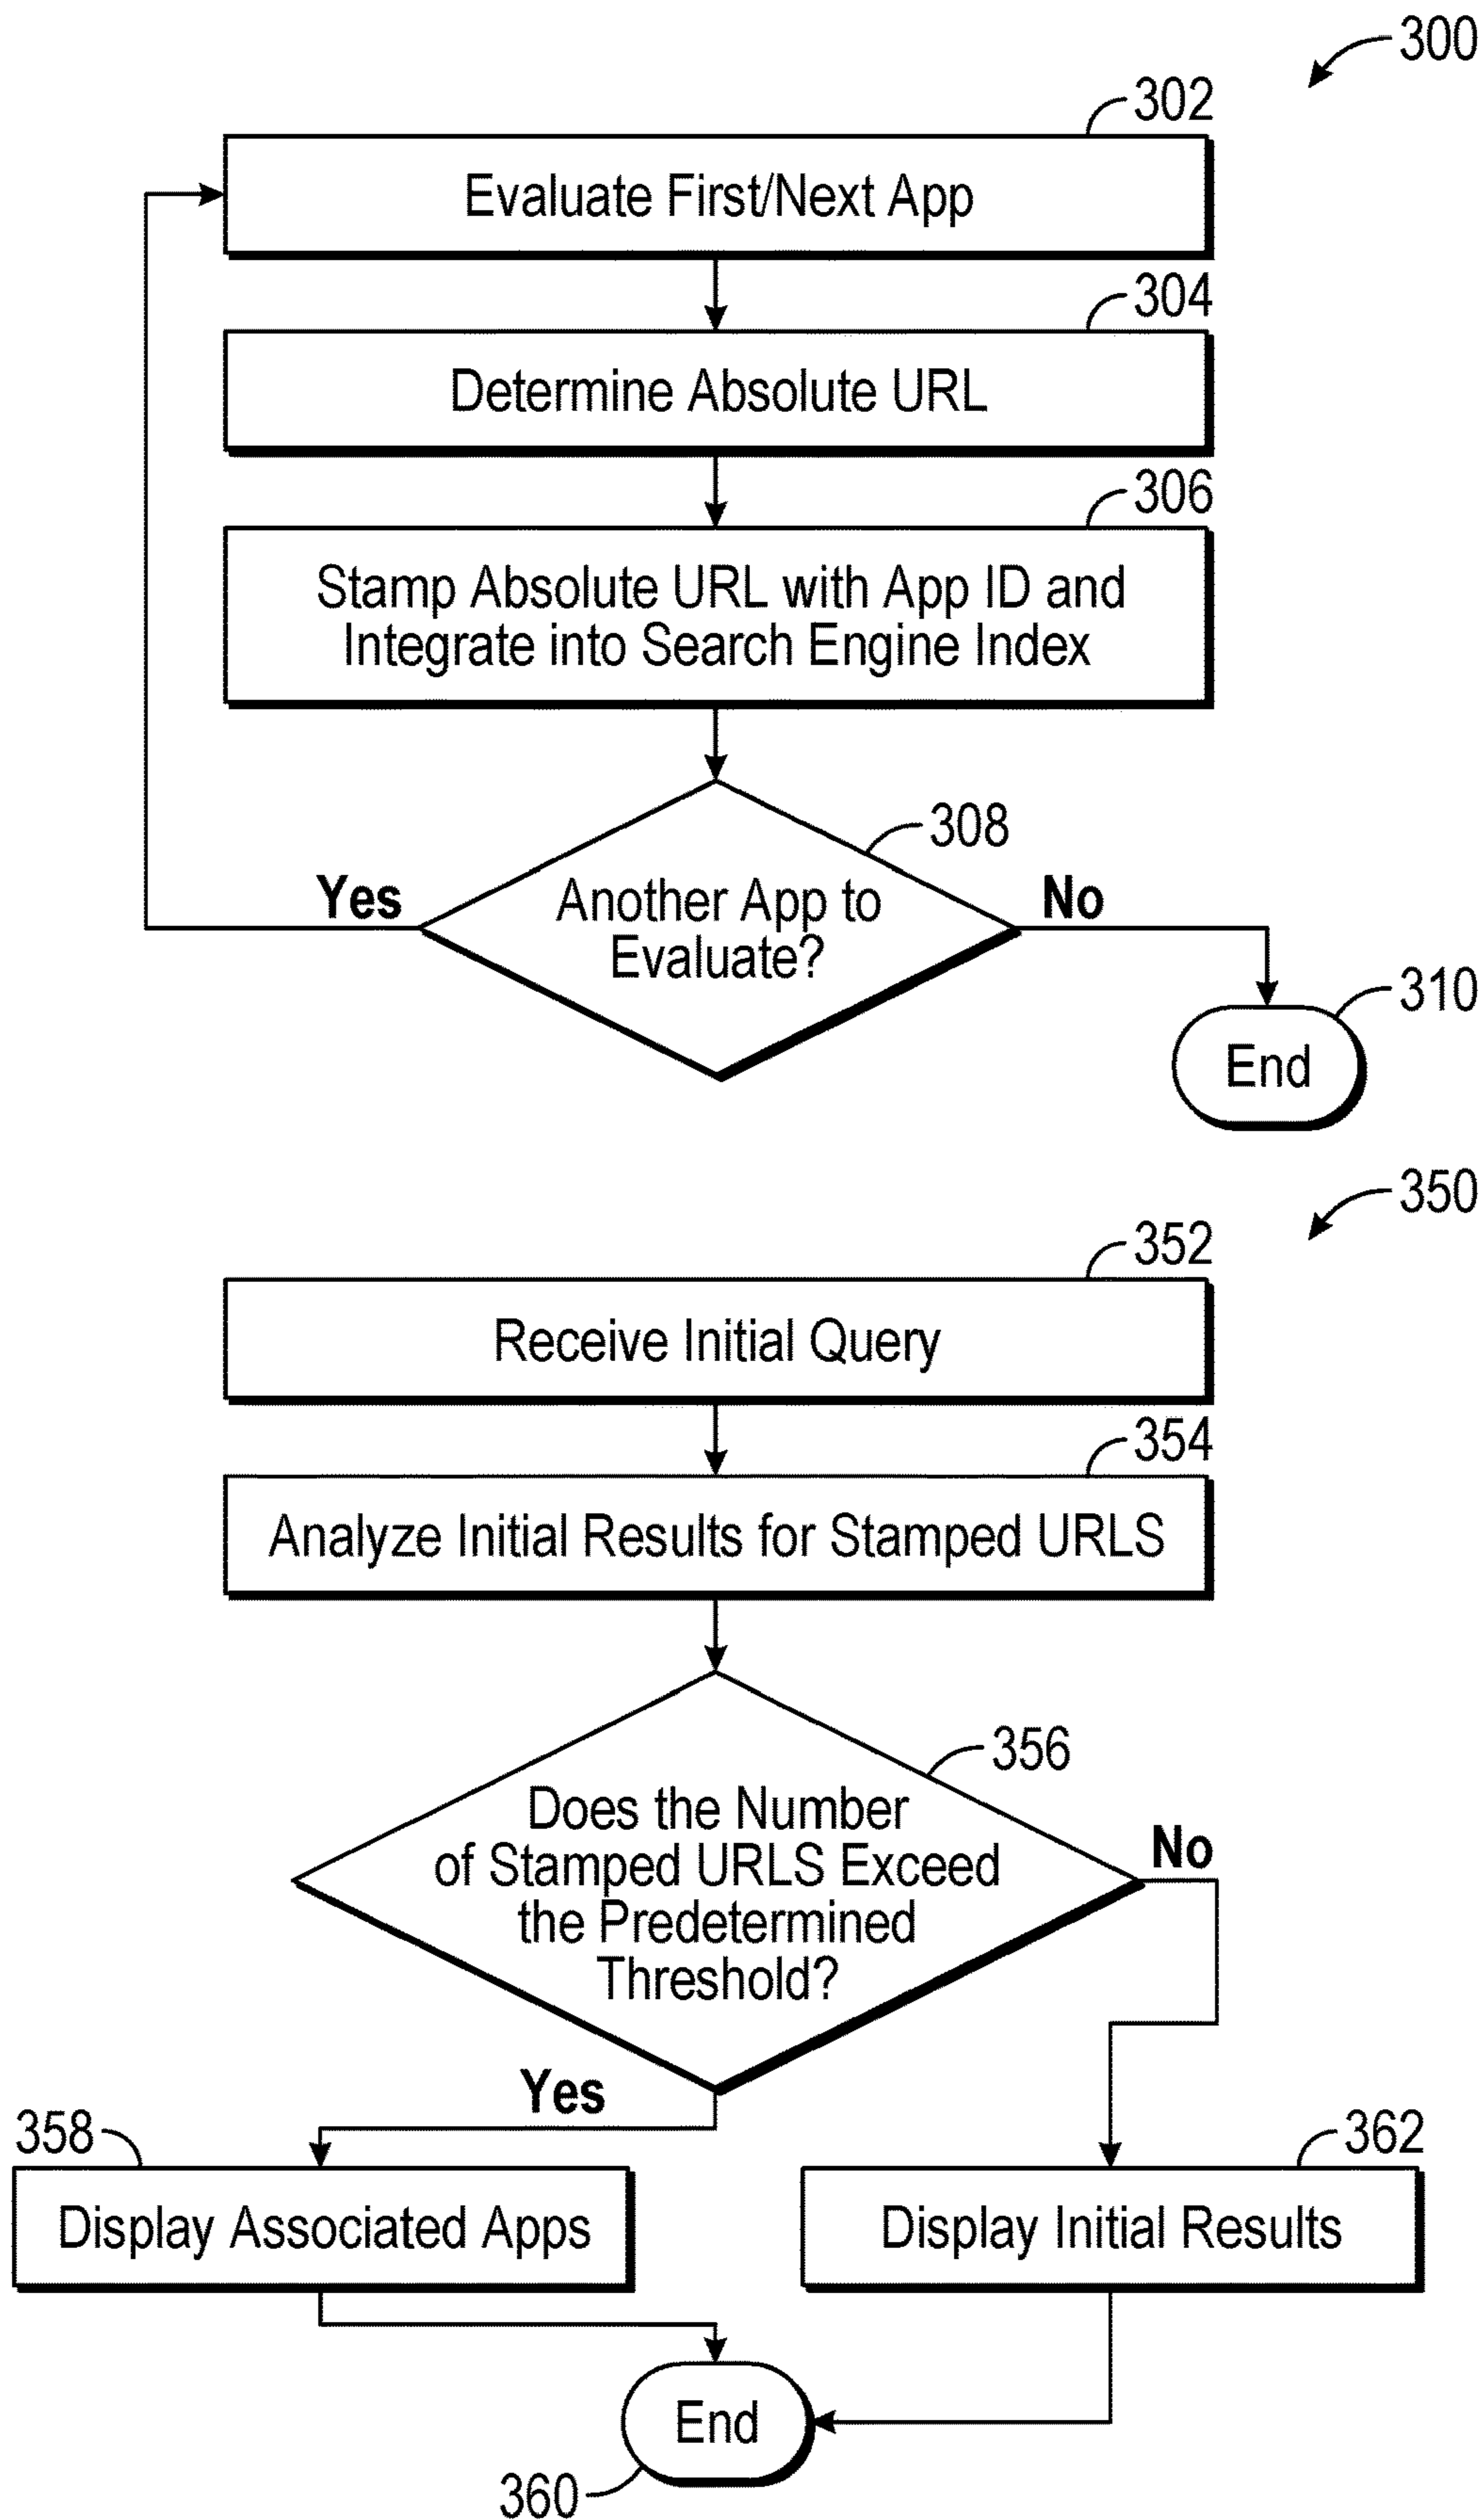 300
302
Evaluate First/Next App
304
Determine Absolute URL
306
Stamp Absolute URL with App ID and
Integrate into Search Engine Index
308
Yes
Another App to
Evaluate?
No
310
End
350
352
Receive Initial Query
354
Analyze Initial Results for Stamped URLS
356
Does the Number
of Stamped URLS Exceed
the Predetermined
Threshold?
No
Yes
358
Display Associated Apps
362
Display Initial Results
End
360